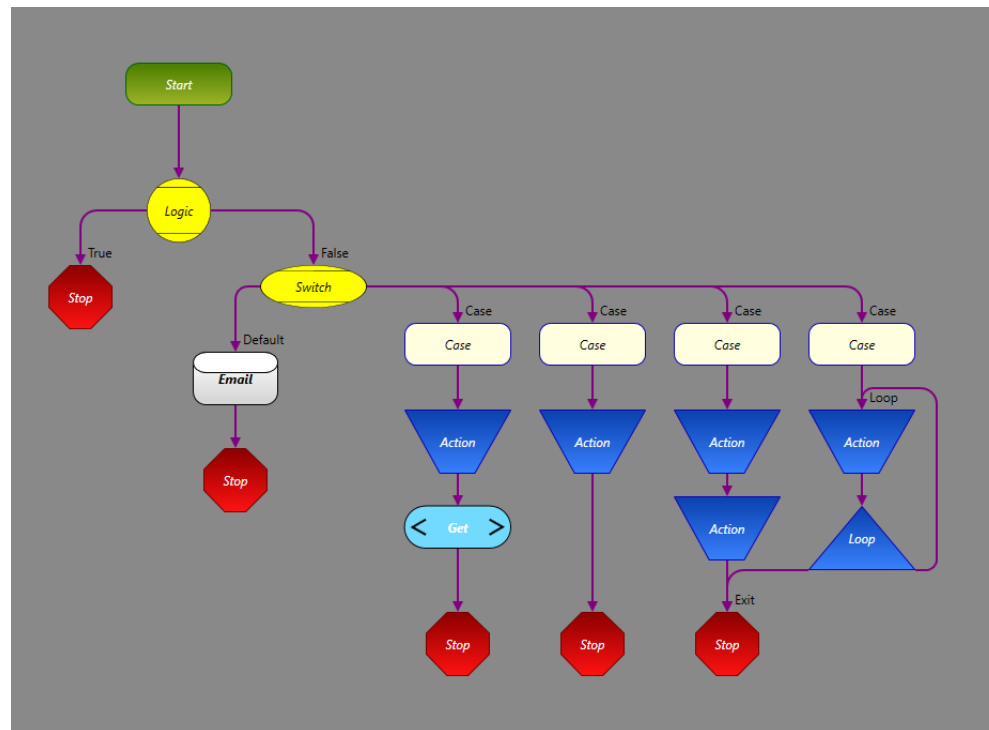 Start
Logic
True
False
Stop
Switch
Default
Case
Case
Case
Case
Email
Case
Case
Case
Case
Loop
Stop
Action
Action
Action
Action
< Get >
Action
Loop
Exit
Stop
Stop
Stop